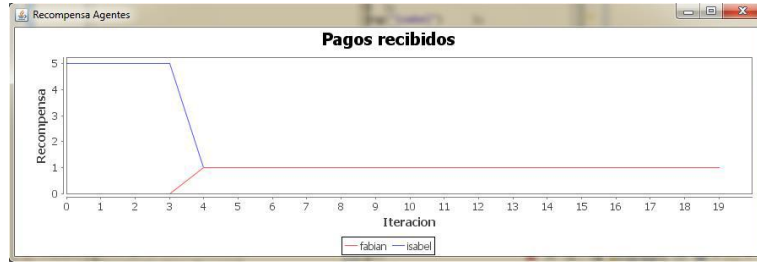 Recompensa Agentes
Pagos recibidos
Recompensa
5
4
3
2
1
0
0 1 2 3 4 5 6 7 8 9 10 11 12 13 14 15 16 17 18 19
Iteracion
fabian isabel